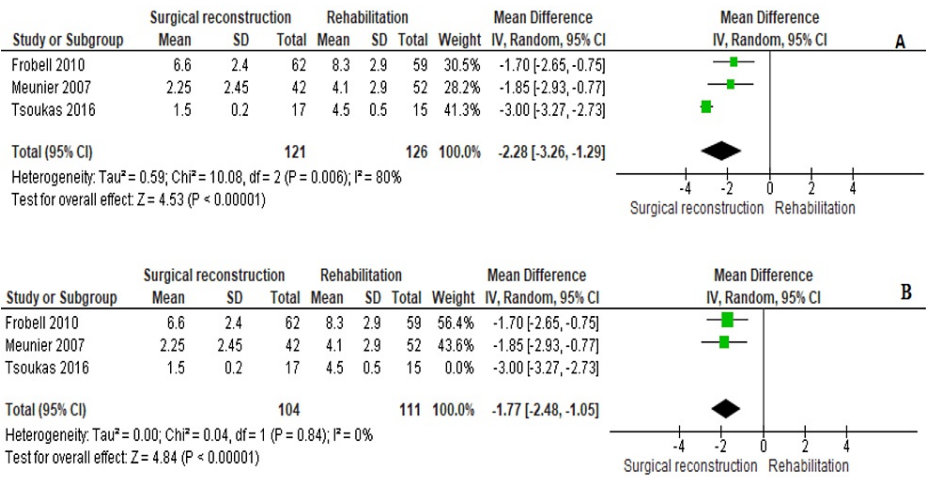 Surgical reconstruction Rehabilitation Mean Difference Mean Difference
Study or Subgroup Mean SD Total Mean SD Total Weight IV, Random, 95% CI IV, Random, 95% CI A
Frobell 2010 6.6 2.4 62 8.3 2.9 59 30.5% -1.70 [-2.65, -0.75]
Meunier 2007 2.25 2.45 42 4.1 2.9 52 28.2% -1.85 [-2.93, -0.77]
Tsoukas 2016 1.5 0.2 17 4.5 0.5 15 41.3% -3.00 [-3.27, -2.73]
Total (95% CI) 121 126 100.0% -2.28 [-3.26, -1.29]
Heterogeneity: Tau² = 0.59; Chi² = 10.08, df = 2 (P = 0.006); I² = 80%
Test for overall effect: Z = 4.53 (P < 0.00001)
-4 -2 0 2 4
Surgical reconstruction Rehabilitation
Surgical reconstruction Rehabilitation Mean Difference Mean Difference
Study or Subgroup Mean SD Total Mean SD Total Weight IV, Random, 95% CI IV, Random, 95% CI B
Frobell 2010 6.6 2.4 62 8.3 2.9 59 56.4% -1.70 [-2.65, -0.75]
Meunier 2007 2.25 2.45 42 4.1 2.9 52 43.6% -1.85 [-2.93, -0.77]
Tsoukas 2016 1.5 0.2 17 4.5 0.5 15 0.0% -3.00 [-3.27, -2.73]
Total (95% CI) 104 111 100.0% -1.77 [-2.48, -1.05]
Heterogeneity: Tau² = 0.00; Chi² = 0.04, df = 1 (P = 0.84); I² = 0%
Test for overall effect: Z = 4.84 (P < 0.00001)
-4 -2 0 2 4
Surgical reconstruction Rehabilitation